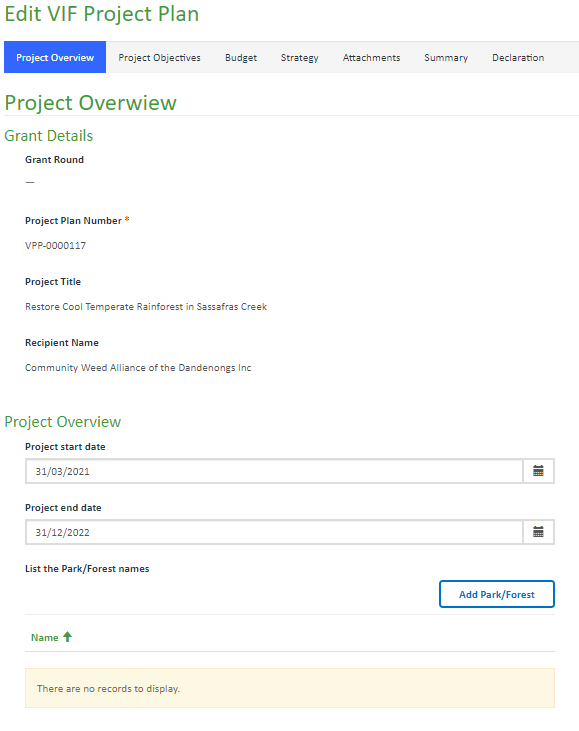 Edit VIF Project Plan
Project Overview Project Objectives Budget Strategy Attachments Summary Declaration
Project Overwiew
Grant Details
Grant Round
—
Project Plan Number *
VPP-0000117
Project Title
Restore Cool Temperate Rainforest in Sassafras Creek
Recipient Name
Community Weed Alliance of the Dandenongs Inc
Project Overview
Project start date
31/03/2021
Project end date
31/12/2022
List the Park/Forest names
Add Park/Forest
Name
There are no records to display.